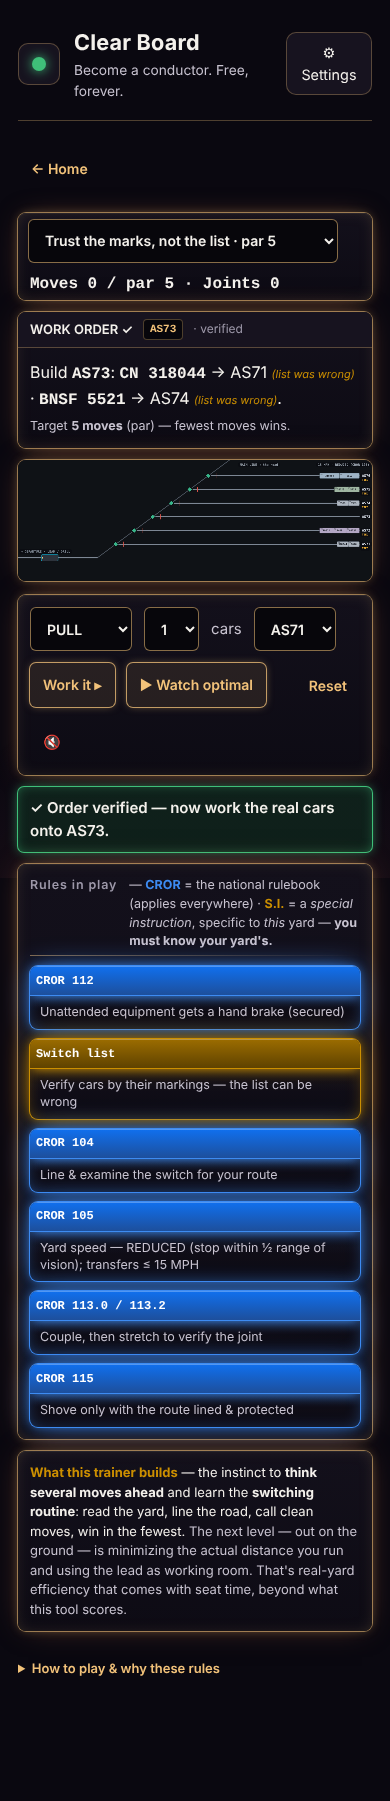 Clear Board
Become a conductor. Free,
forever.
⚙
Settings
← Home
Trust the marks, not the list · par 5
Moves 0 / par 5 · Joints 0
WORK ORDER ✓ AS73 · verified
Build AS73: CN 318044 → AS71 (list was wrong)
· BNSF 5521 → AS74 (list was wrong).
Target 5 moves (par) — fewest moves wins.
PULL 1 cars AS71
Work it ▸ ▶ Watch optimal Reset
🔇
✓ Order verified — now work the real cars
onto AS73.
Rules in play — CROR = the national rulebook
(applies everywhere) · S.I. = a special
instruction, specific to this yard — you
must know your yard's.
CROR 112
Unattended equipment gets a hand brake (secured)
Switch list
Verify cars by their markings — the list can be
wrong
CROR 104
Line & examine the switch for your route
CROR 105
Yard speed — REDUCED (stop within ½ range of
vision); transfers ≤ 15 MPH
CROR 113.0 / 113.2
Couple, then stretch to verify the joint
CROR 115
Shove only with the route lined & protected
What this trainer builds — the instinct to think
several moves ahead and learn the switching
routine: read the yard, line the road, call clean
moves, win in the fewest. The next level — out on the
ground — is minimizing the actual distance you run
and using the lead as working room. That's real-yard
efficiency that comes with seat time, beyond what
this tool scores.
▶ How to play & why these rules